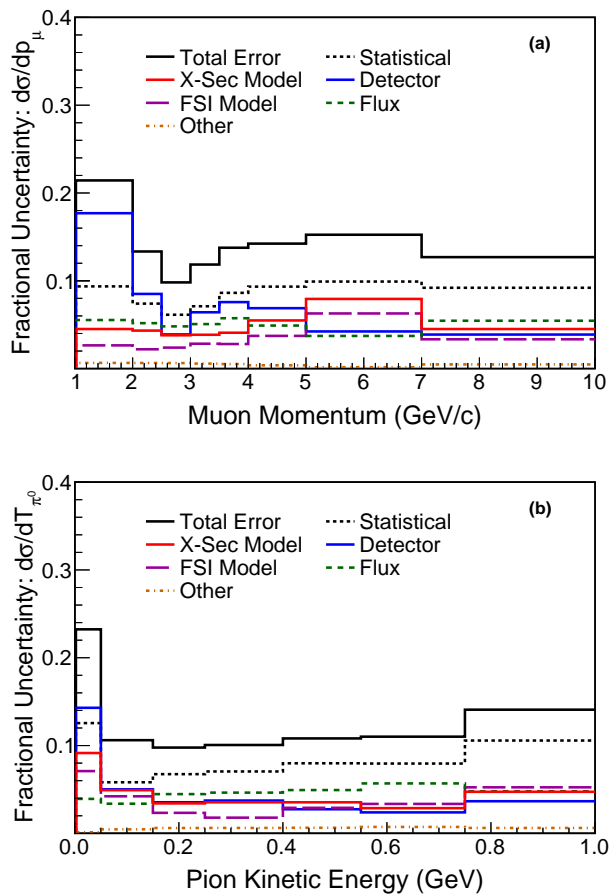 0.4
(a)
Total Error
Statistical
X-Sec Model
Detector
0.3
FSI Model
Flux
Other
0.2
0.1
Fractional Uncertainty: dσ/dp_μ
1 2 3 4 5 6 7 8 9 10
Muon Momentum (GeV/c)
0.4
(b)
Total Error
Statistical
X-Sec Model
Detector
0.3
FSI Model
Flux
Other
0.2
0.1
Fractional Uncertainty: dσ/dT_π⁰
0.0 0.2 0.4 0.6 0.8 1.0
Pion Kinetic Energy (GeV)